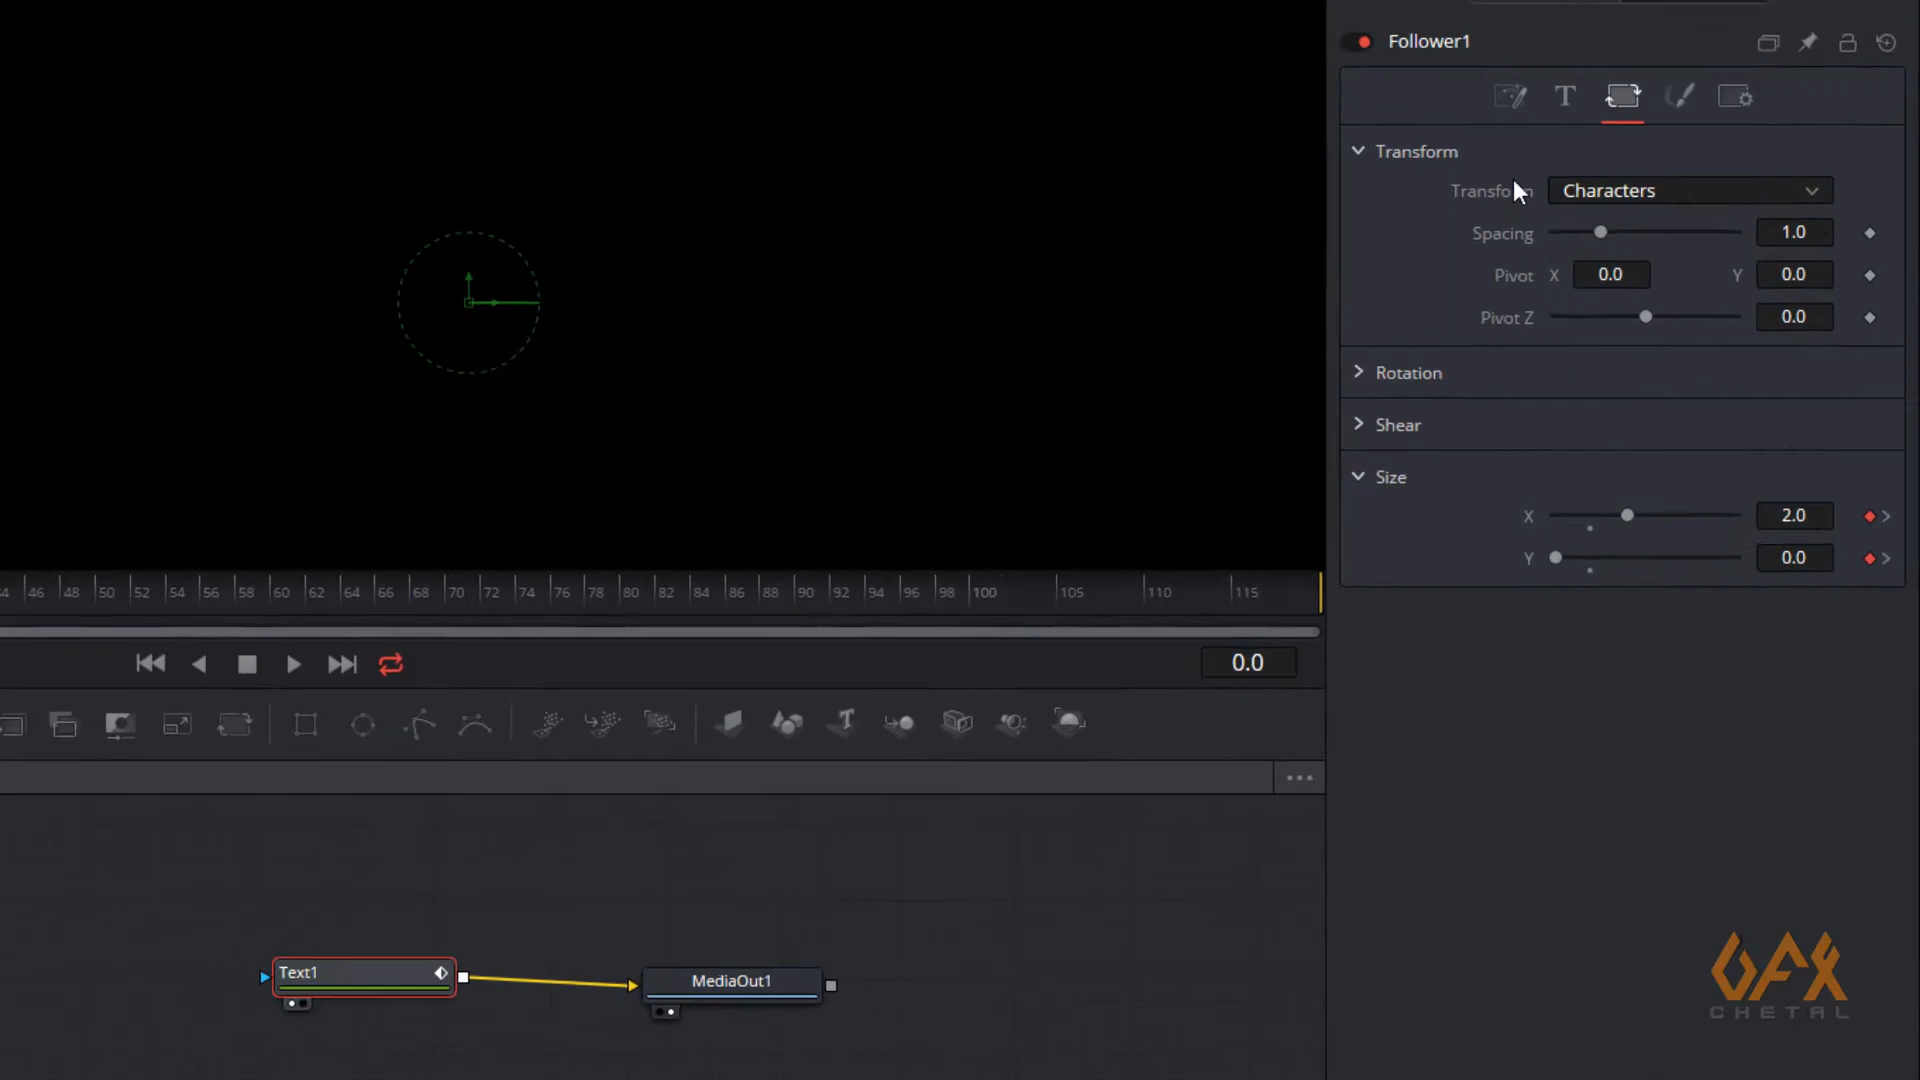 Follower1
T
Transform
Transfo
Characters
Spacing
1.0
Pivot X 0.0 Y 0.0
Pivot Z
0.0
Rotation
Shear
Size
X 2.0
Y 0.0
46 48 50 52 54 56 58 60 62 64 66 68 70 72 74 76 78 80 82 84 86 88 90 92 94 96 98 100 105 110 115
0.0
Text1
MediaOut1
GFX
CHETAL